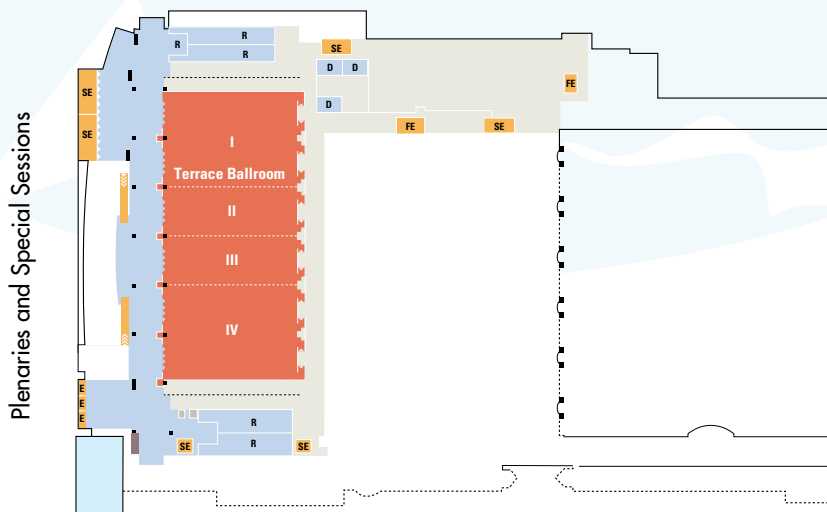 Plenaries and Special Sessions
R
R
R
SE
D
D
D
SE
SE
FE
FE
SE
I
Terrace Ballroom
II
III
IV
E
E
E
R
R
SE
SE